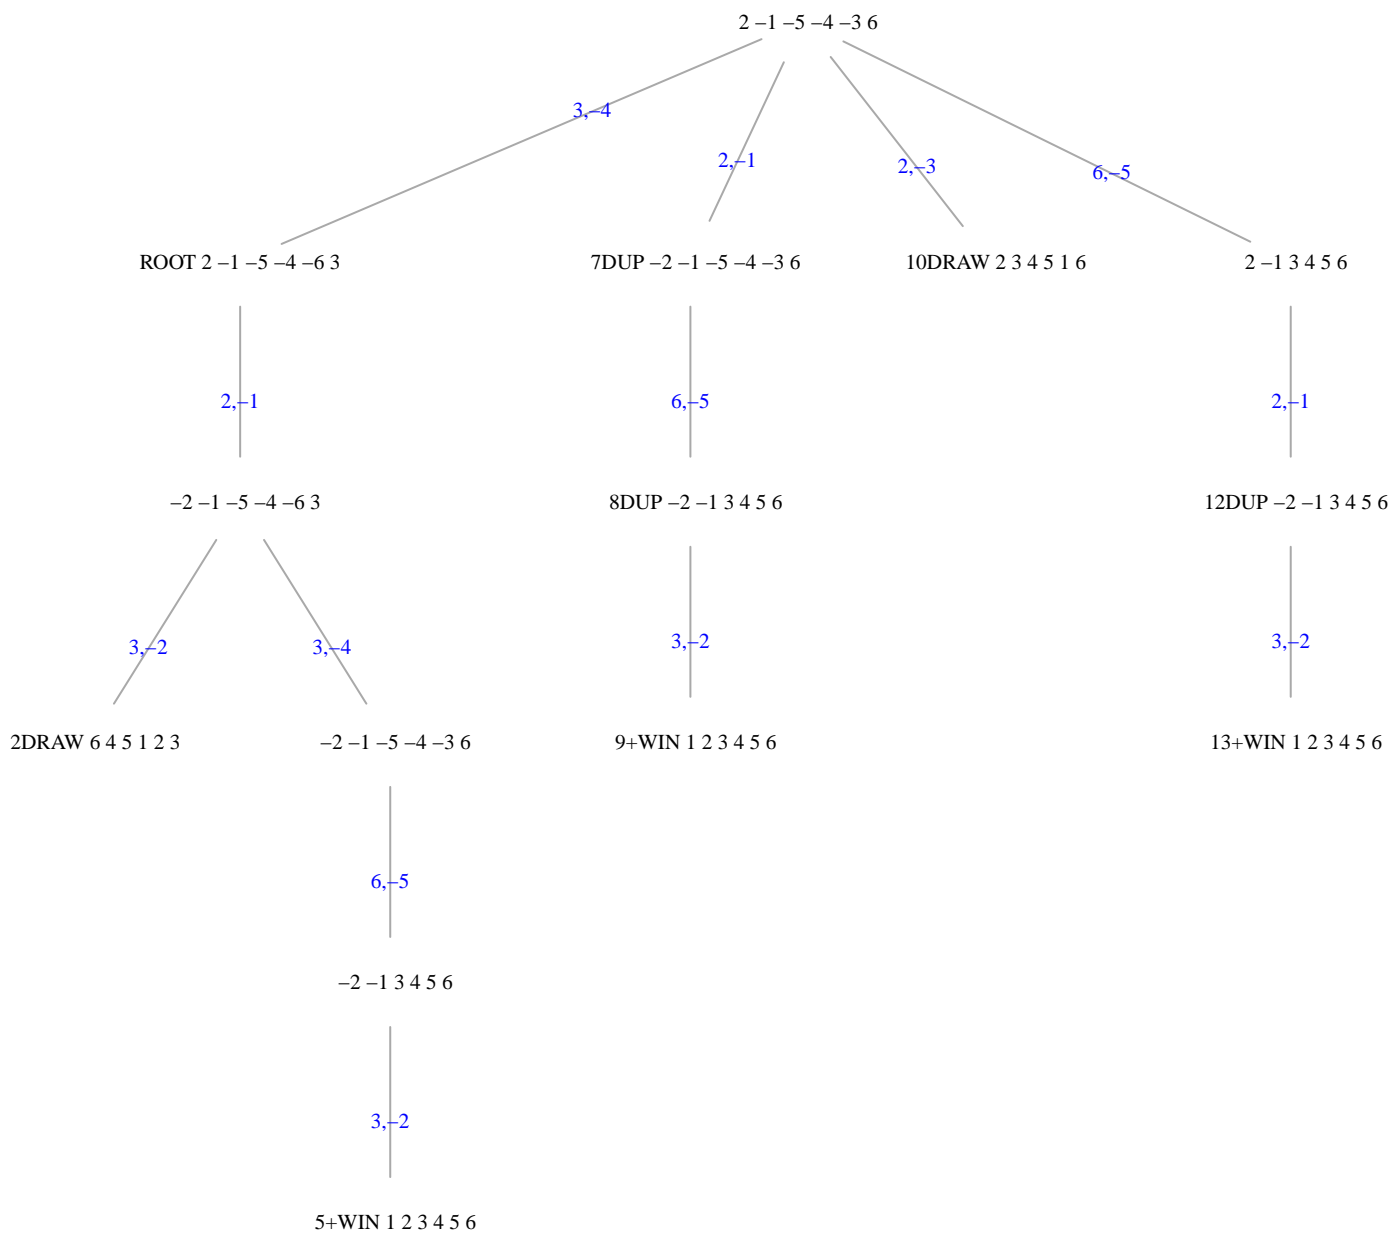 2 –1 –5 –4 –3 6
3,–4
2,–1
2,–3
6,–5
ROOT 2 –1 –5 –4 –6 3
7DUP –2 –1 –5 –4 –3 6
10DRAW 2 3 4 5 1 6
2 –1 3 4 5 6
2,–1
6,–5
2,–1
–2 –1 –5 –4 –6 3
8DUP –2 –1 3 4 5 6
12DUP –2 –1 3 4 5 6
3,–2
3,–4
3,–2
3,–2
2DRAW 6 4 5 1 2 3
–2 –1 –5 –4 –3 6
9+WIN 1 2 3 4 5 6
13+WIN 1 2 3 4 5 6
6,–5
–2 –1 3 4 5 6
3,–2
5+WIN 1 2 3 4 5 6